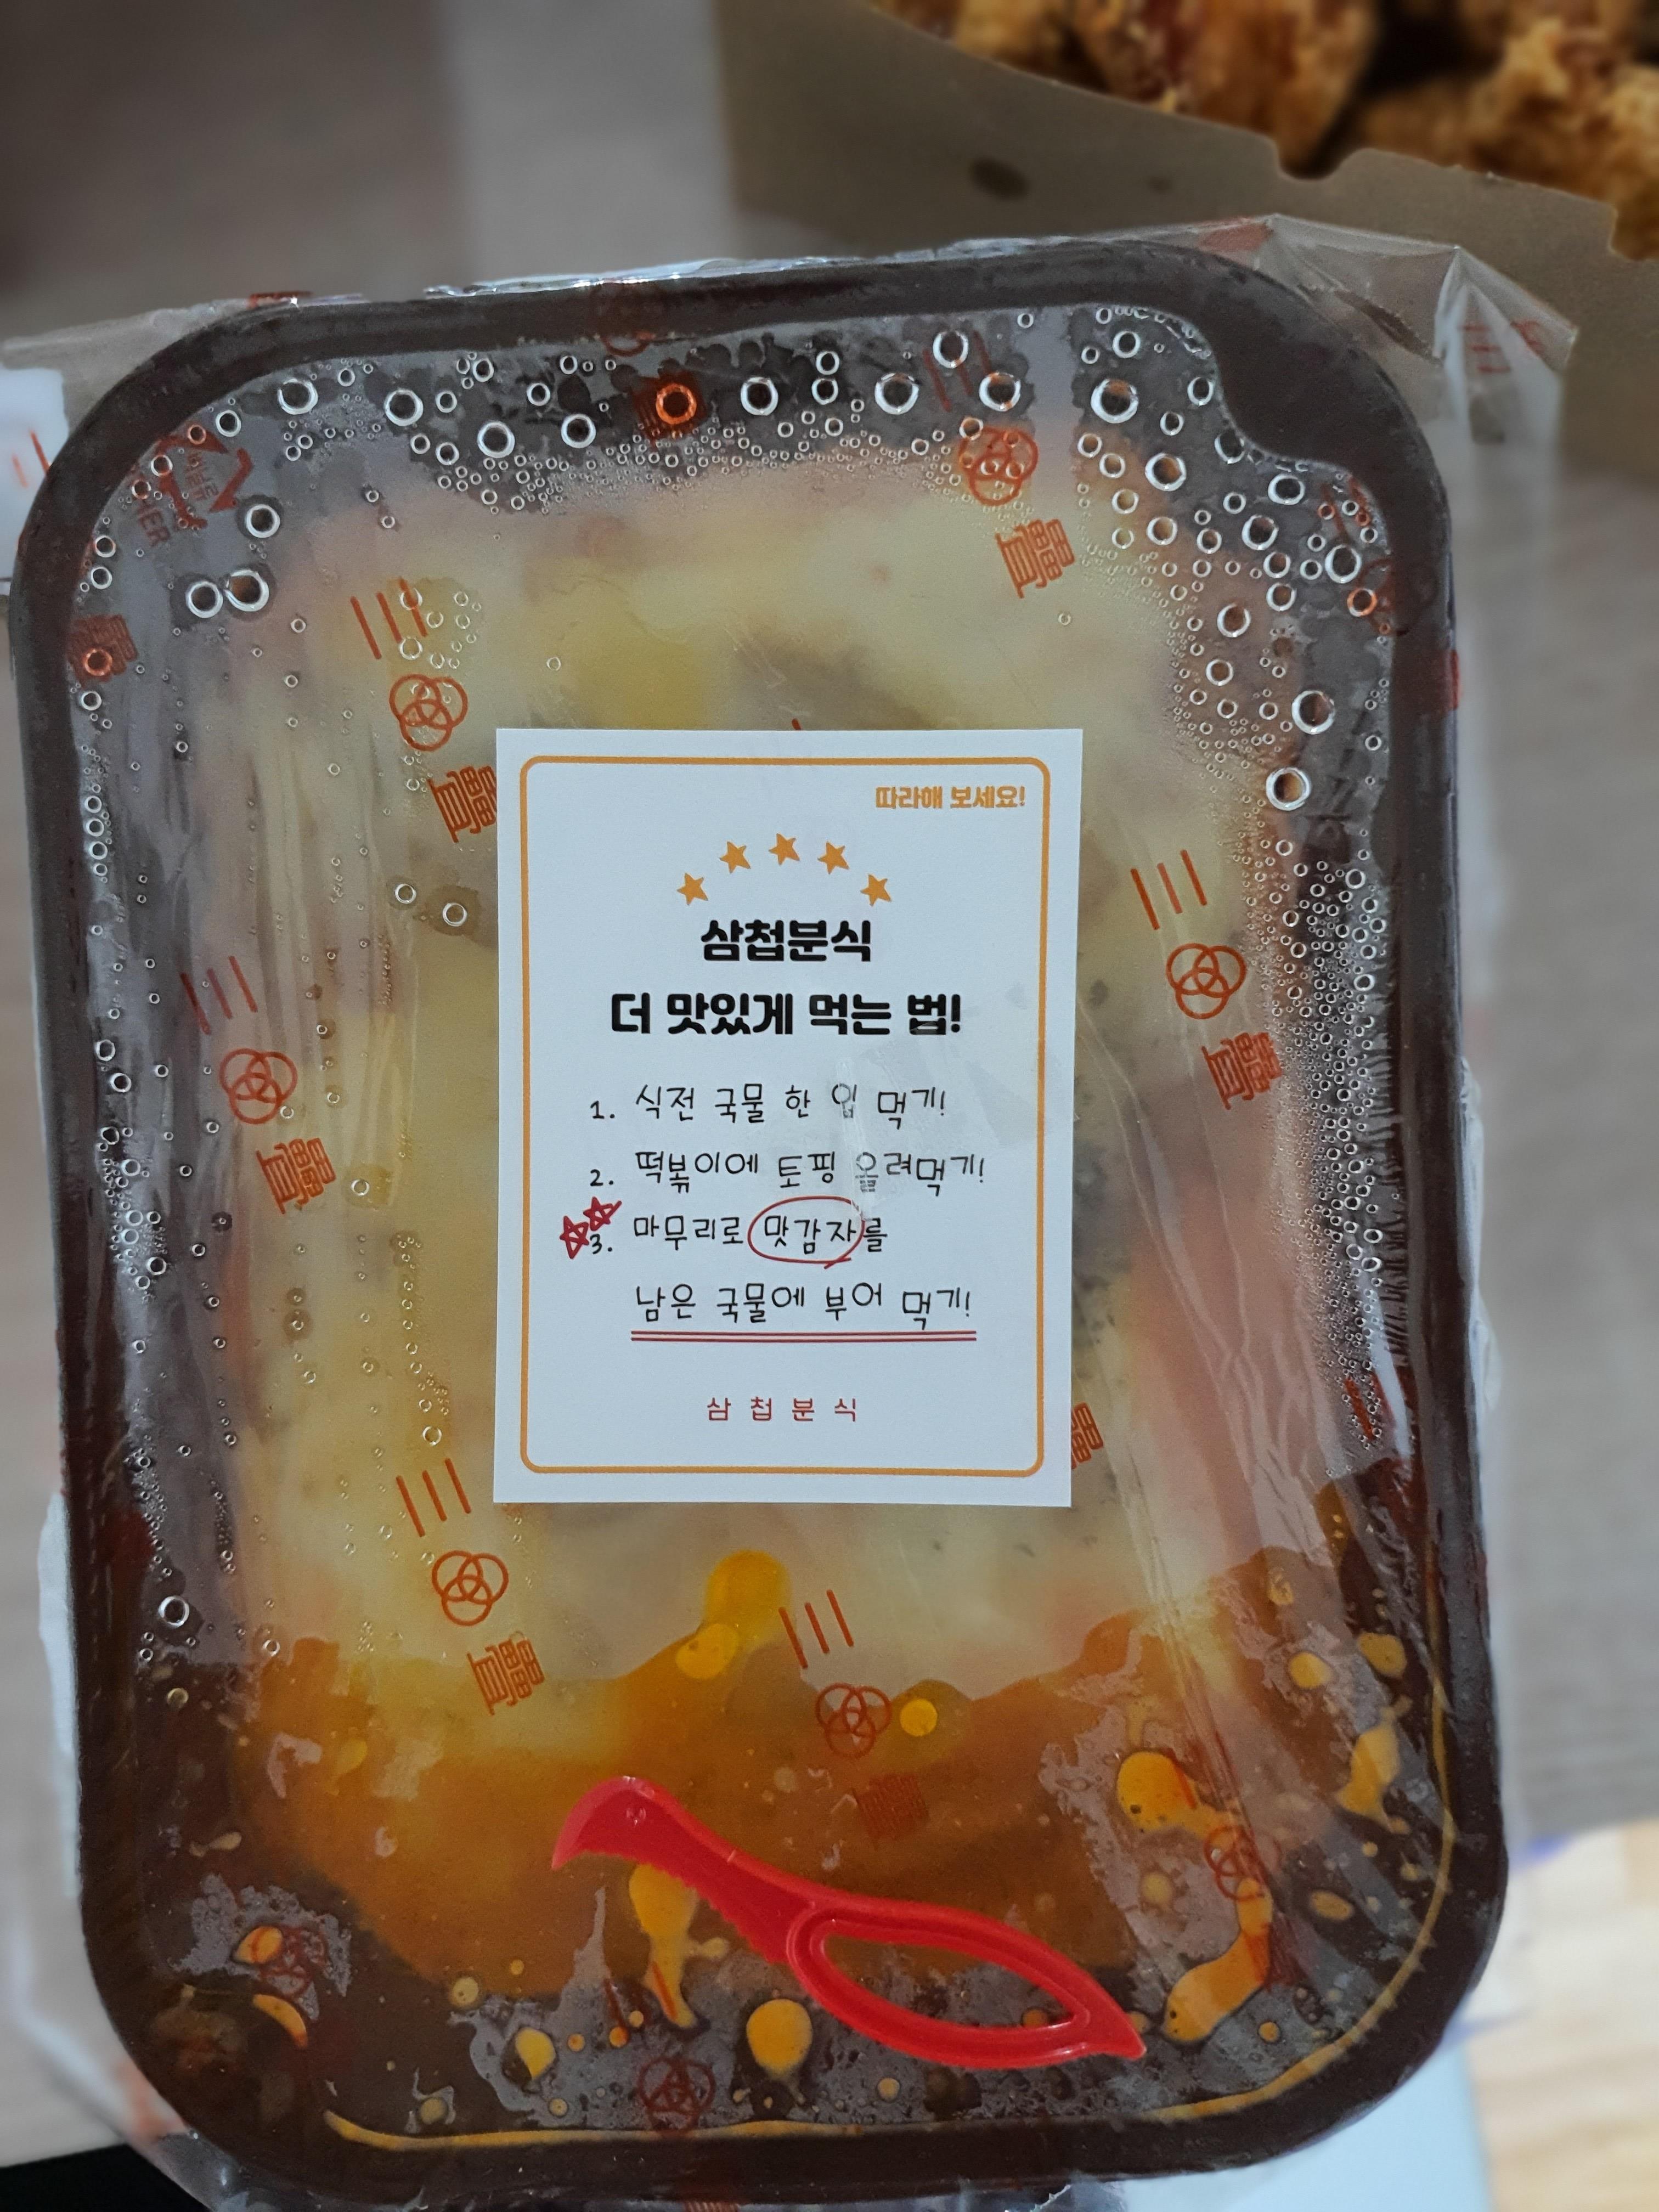 따라해 보세요!
삼첩분식
더 맛있게 먹는 법!
1. 식전 국물 한 입 먹기!
2. 떡볶이에 토핑 올려먹기!
3. 마무리로 맛감자를
남은 국물에 부어 먹기!
삼첩분식